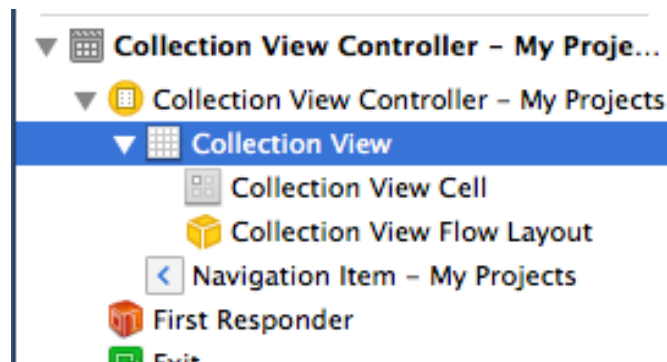 Collection View Controller – My Proje...
Collection View Controller – My Projects
Collection View
Collection View Cell
Collection View Flow Layout
Navigation Item – My Projects
First Responder
Exit